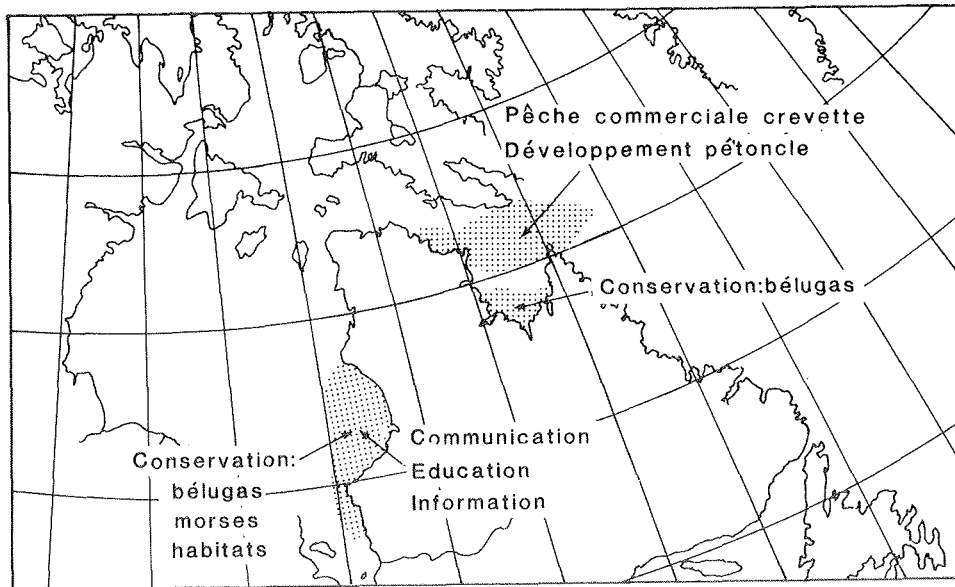 Pêche commerciale crevette
Développement pétoncle
Conservation:bélugas
Communication
Education
Information
Conservation:
bélugas
morses
habitats